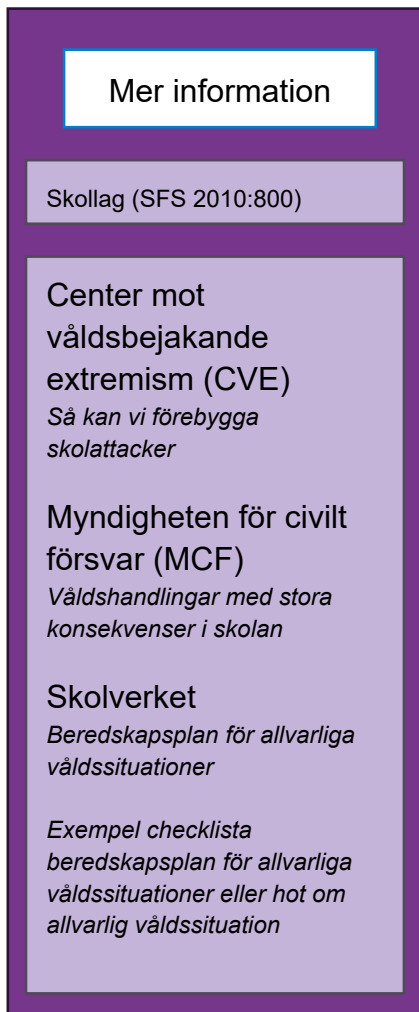 Mer information
Skollag (SFS 2010:800)
Center mot
våldsbejakande
extremism (CVE)
Så kan vi förebygga
skolattacker
Myndigheten för civilt
försvar (MCF)
Våldshandlingar med stora
konsekvenser i skolan
Skolverket
Beredskapsplan för allvarliga
våldssituationer
Exempel checklista
beredskapsplan för allvarliga
våldssituationer eller hot om
allvarlig våldssituation